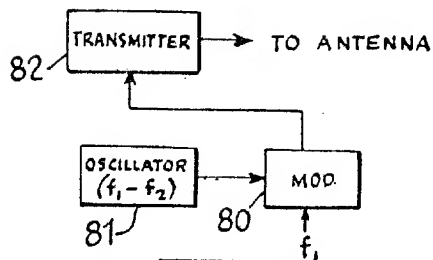 TRANSMITTER
TO ANTENNA
82
OSCILLATOR
(f₁ - f₂)
MOD.
81
80
f₁